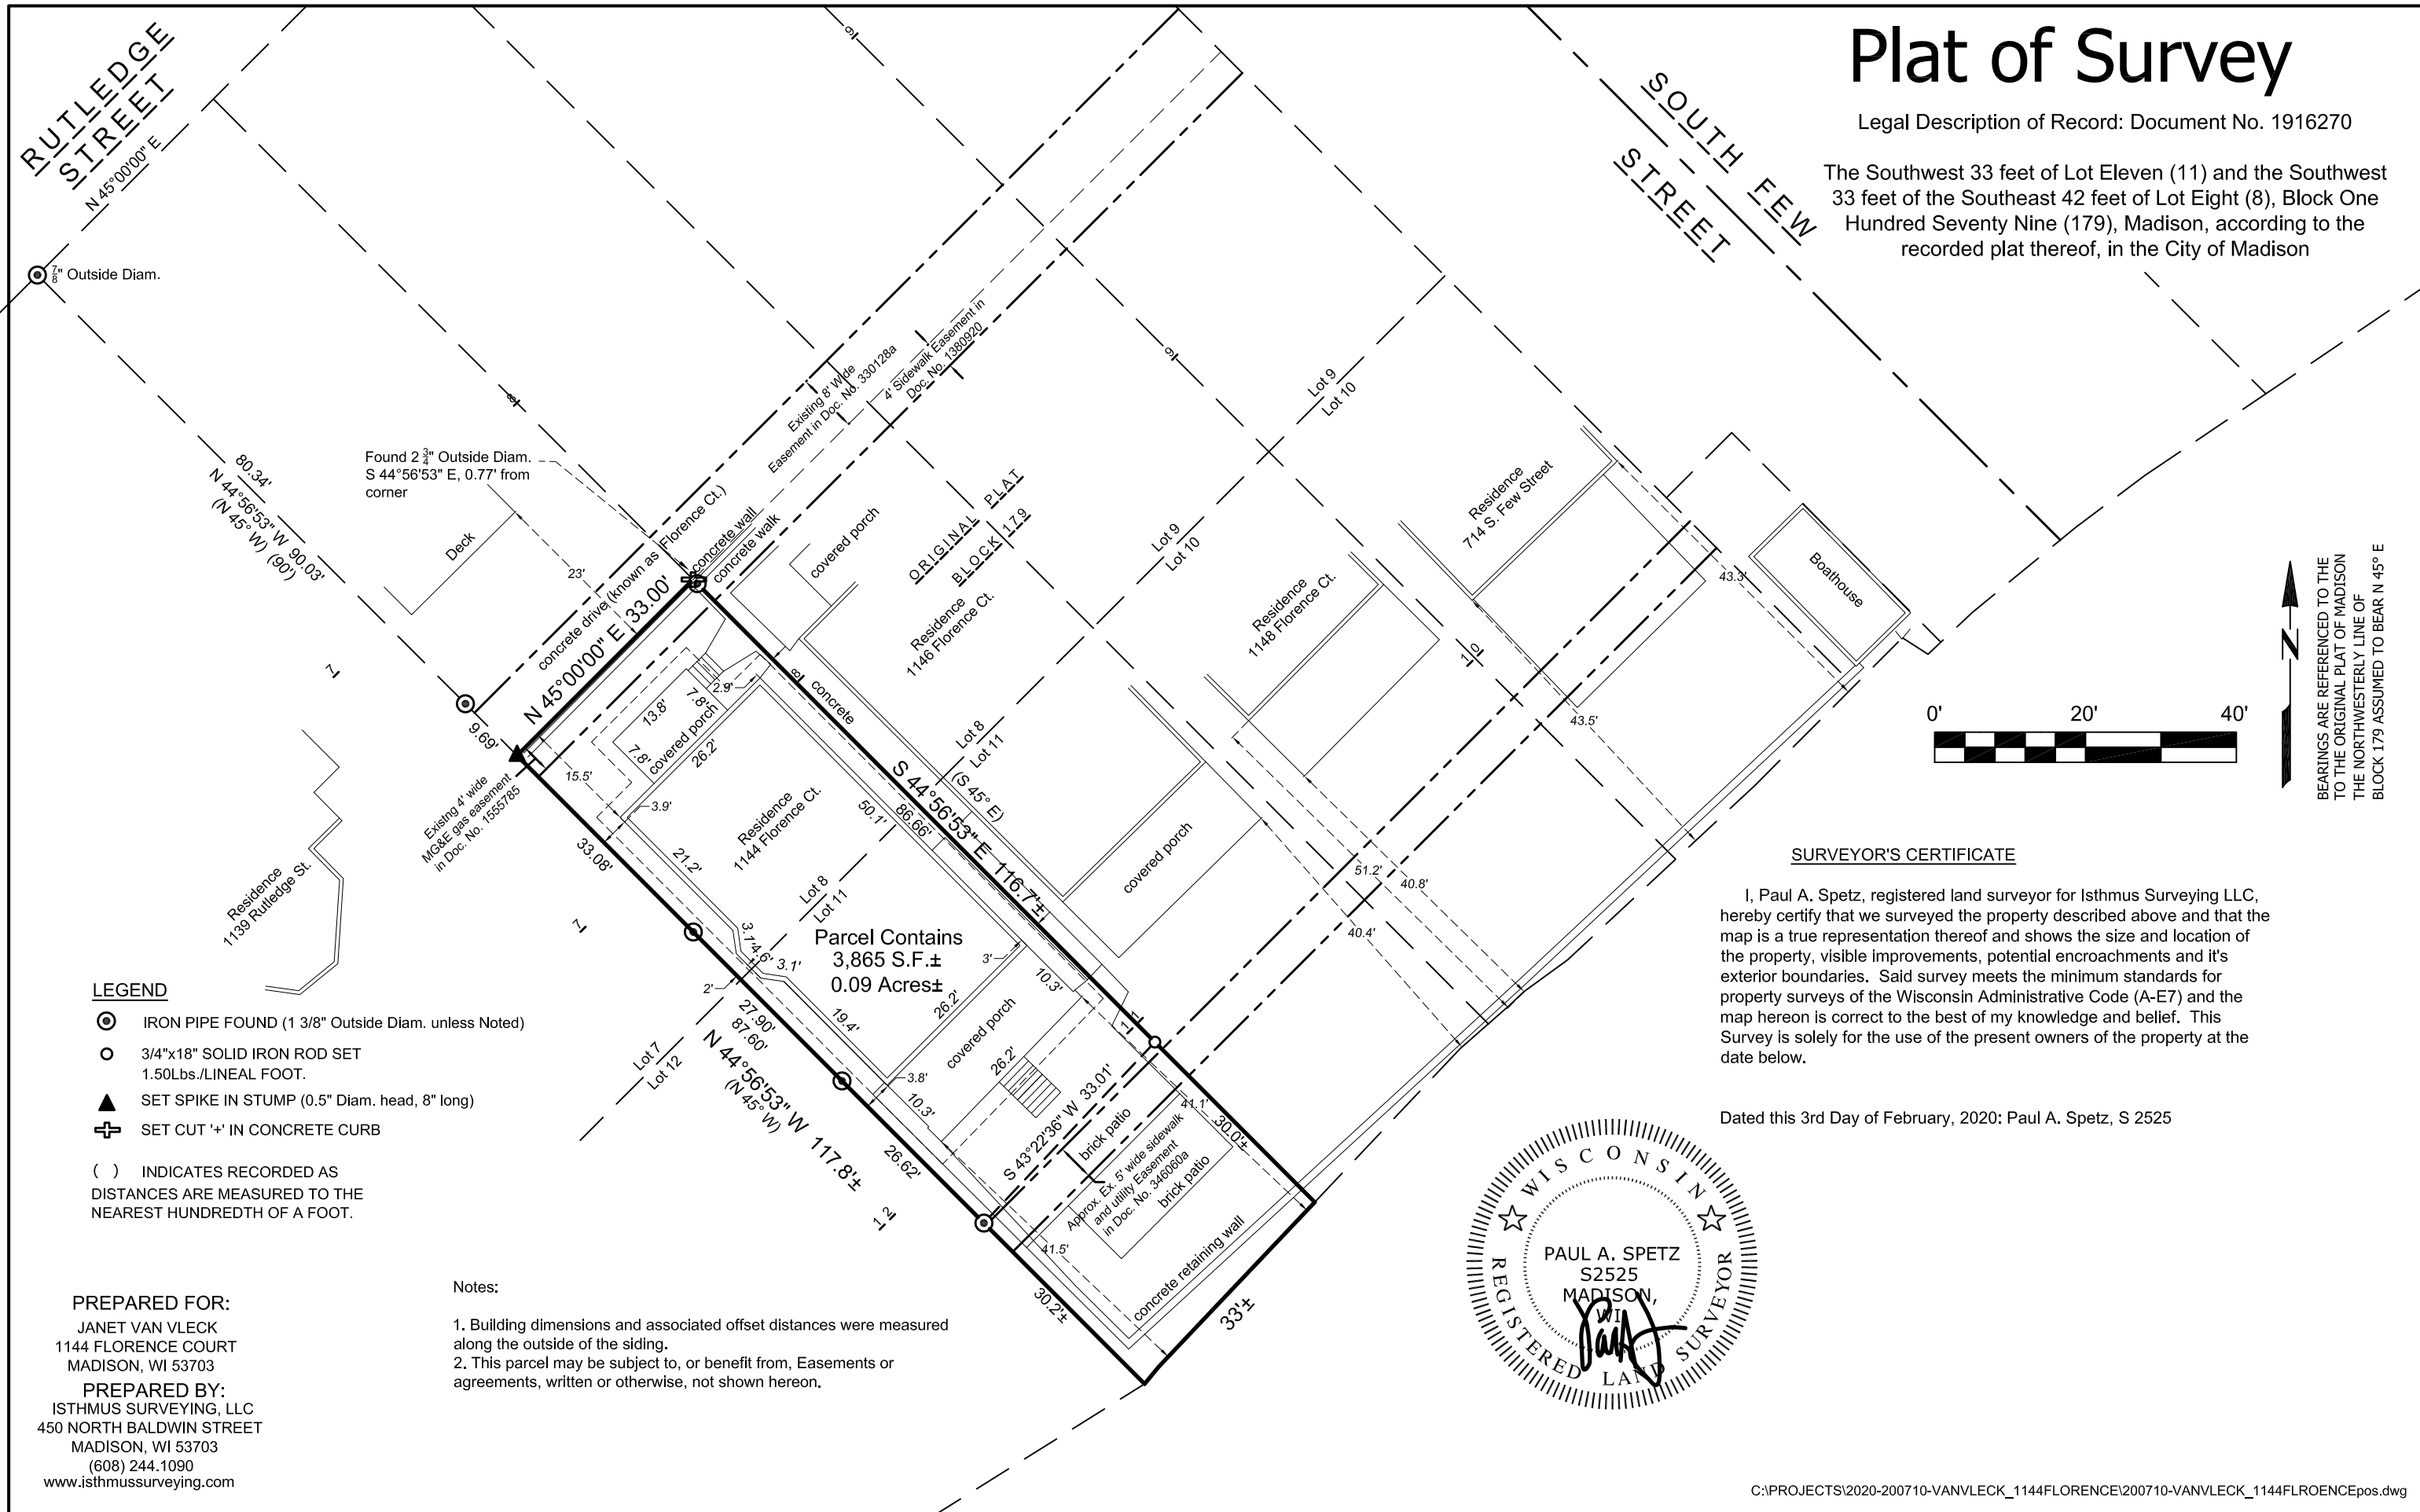 Plat of Survey
Legal Description of Record: Document No. 1916270
The Southwest 33 feet of Lot Eleven (11) and the Southwest
33 feet of the Southeast 42 feet of Lot Eight (8), Block One
Hundred Seventy Nine (179), Madison, according to the
recorded plat thereof, in the City of Madison
RUTLEDGE
STREET
N 45°00'00" E
SOUTH FEW
STREET
7/8" Outside Diam.
6
6
8
8
7
7
10
11
12
80.34'
N 44°56'53" W 90.03'
(N 45° W) (90')
Found 2 3/4" Outside Diam.
S 44°56'53" E, 0.77' from
corner
Deck
23'
Existing 8' Wide
Easement in Doc. No. 330128a
4' Sidewalk Easement in
Doc. No. 1380920
concrete drive (known as Florence Ct.)
concrete wall
concrete walk
N 45°00'00" E 33.00'
9.69'
covered porch
ORIGINAL PLAT
BLOCK 179
Residence
1146 Florence Ct.
Lot 9
Lot 10
Lot 9
Lot 10
Residence
714 S. Few Street
Residence
1148 Florence Ct.
Boathouse
43.3'
43.5'
Lot 8
Lot 11
concrete
S 44°56'53" E 116.7'±
(S 45° E)
86.66'
50.1'
2.9'
7.8'
13.8'
7.8'
covered porch
26.2'
15.5'
3.9'
Existng 4' wide
MG&E gas easement
in Doc. No. 1555785
33.08'
21.2'
Residence
1144 Florence Ct.
Lot 8
Lot 11
3.1'
4.6'
3.1'
2'
Parcel Contains
3,865 S.F.±
0.09 Acres±
3'
10.3'
26.2'
covered porch
19.4'
27.90'
87.60'
N 44°56'53" W 117.8'±
(N 45° W)
3.8'
10.3'
26.2'
26.62'
Lot 7
Lot 12
covered porch
51.2'
40.8'
40.4'
S 43°22'36" W 33.01'
brick patio
41.1'
30.0'±
Approx. Ex. 5' wide sidewalk
and utility Easement
in Doc. No. 346060a
brick patio
41.5'
concrete retaining wall
30.2'±
33'±
Residence
1139 Rutledge St.
0' 20' 40'
N
BEARINGS ARE REFERENCED TO THE
TO THE ORIGINAL PLAT OF MADISON
THE NORTHWESTERLY LINE OF
BLOCK 179 ASSUMED TO BEAR N 45° E
SURVEYOR'S CERTIFICATE
I, Paul A. Spetz, registered land surveyor for Isthmus Surveying LLC,
hereby certify that we surveyed the property described above and that the
map is a true representation thereof and shows the size and location of
the property, visible improvements, potential encroachments and it's
exterior boundaries. Said survey meets the minimum standards for
property surveys of the Wisconsin Administrative Code (A-E7) and the
map hereon is correct to the best of my knowledge and belief. This
Survey is solely for the use of the present owners of the property at the
date below.
Dated this 3rd Day of February, 2020: Paul A. Spetz, S 2525
WISCONSIN
REGISTERED LAND SURVEYOR
PAUL A. SPETZ
S2525
MADISON,
WI
LEGEND
IRON PIPE FOUND (1 3/8" Outside Diam. unless Noted)
3/4"x18" SOLID IRON ROD SET
1.50Lbs./LINEAL FOOT.
SET SPIKE IN STUMP (0.5" Diam. head, 8" long)
SET CUT '+' IN CONCRETE CURB
( ) INDICATES RECORDED AS
DISTANCES ARE MEASURED TO THE
NEAREST HUNDREDTH OF A FOOT.
PREPARED FOR:
JANET VAN VLECK
1144 FLORENCE COURT
MADISON, WI 53703
PREPARED BY:
ISTHMUS SURVEYING, LLC
450 NORTH BALDWIN STREET
MADISON, WI 53703
(608) 244.1090
www.isthmussurveying.com
Notes:
1. Building dimensions and associated offset distances were measured
along the outside of the siding.
2. This parcel may be subject to, or benefit from, Easements or
agreements, written or otherwise, not shown hereon.
C:\PROJECTS\2020-200710-VANVLECK_1144FLORENCE\200710-VANVLECK_1144FLROENCEpos.dwg